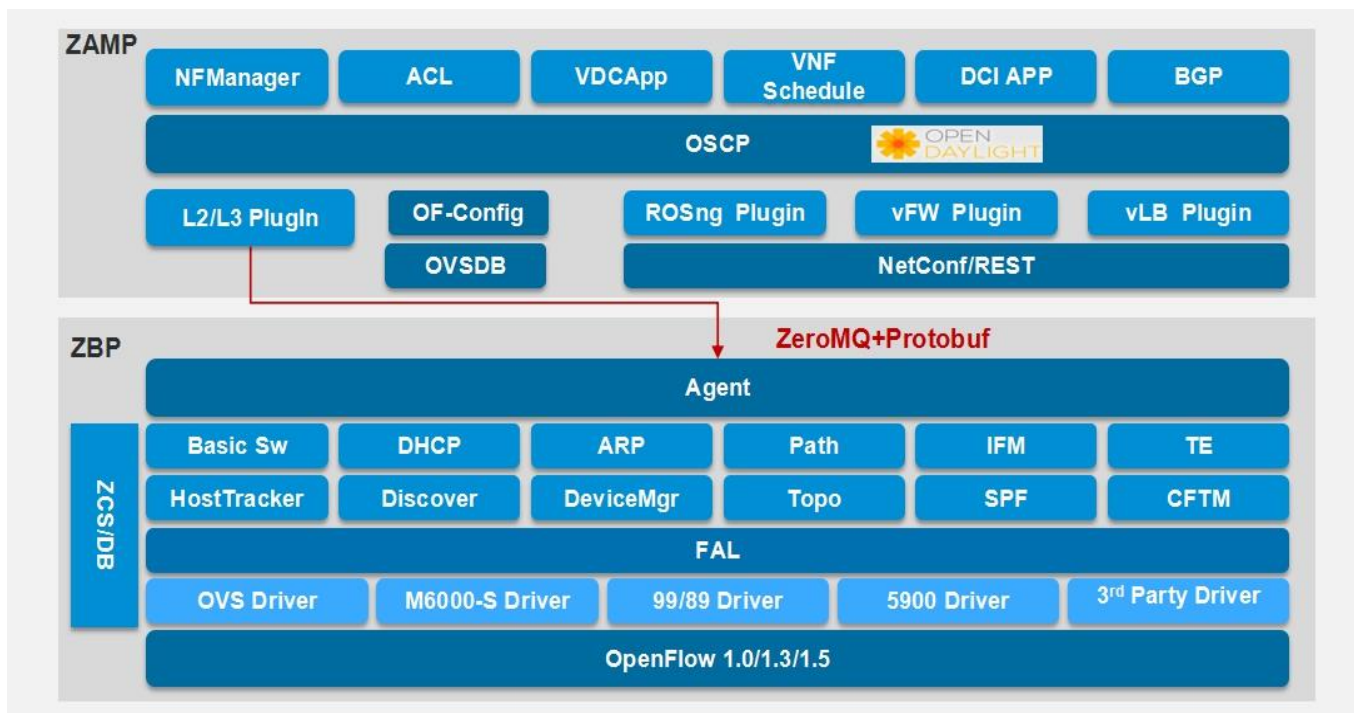 ZAMP
NFManager
ACL
VDCApp
VNF
Schedule
DCI APP
BGP
OSCP
OPEN
DAYLIGHT
L2/L3 PlugIn
OF-Config
ROSng Plugin
vFW Plugin
vLB Plugin
OVSDB
NetConf/REST
ZBP
ZeroMQ+Protobuf
Agent
ZCS/DB
Basic Sw
DHCP
ARP
Path
IFM
TE
HostTracker
Discover
DeviceMgr
Topo
SPF
CFTM
FAL
OVS Driver
M6000-S Driver
99/89 Driver
5900 Driver
3rd Party Driver
OpenFlow 1.0/1.3/1.5